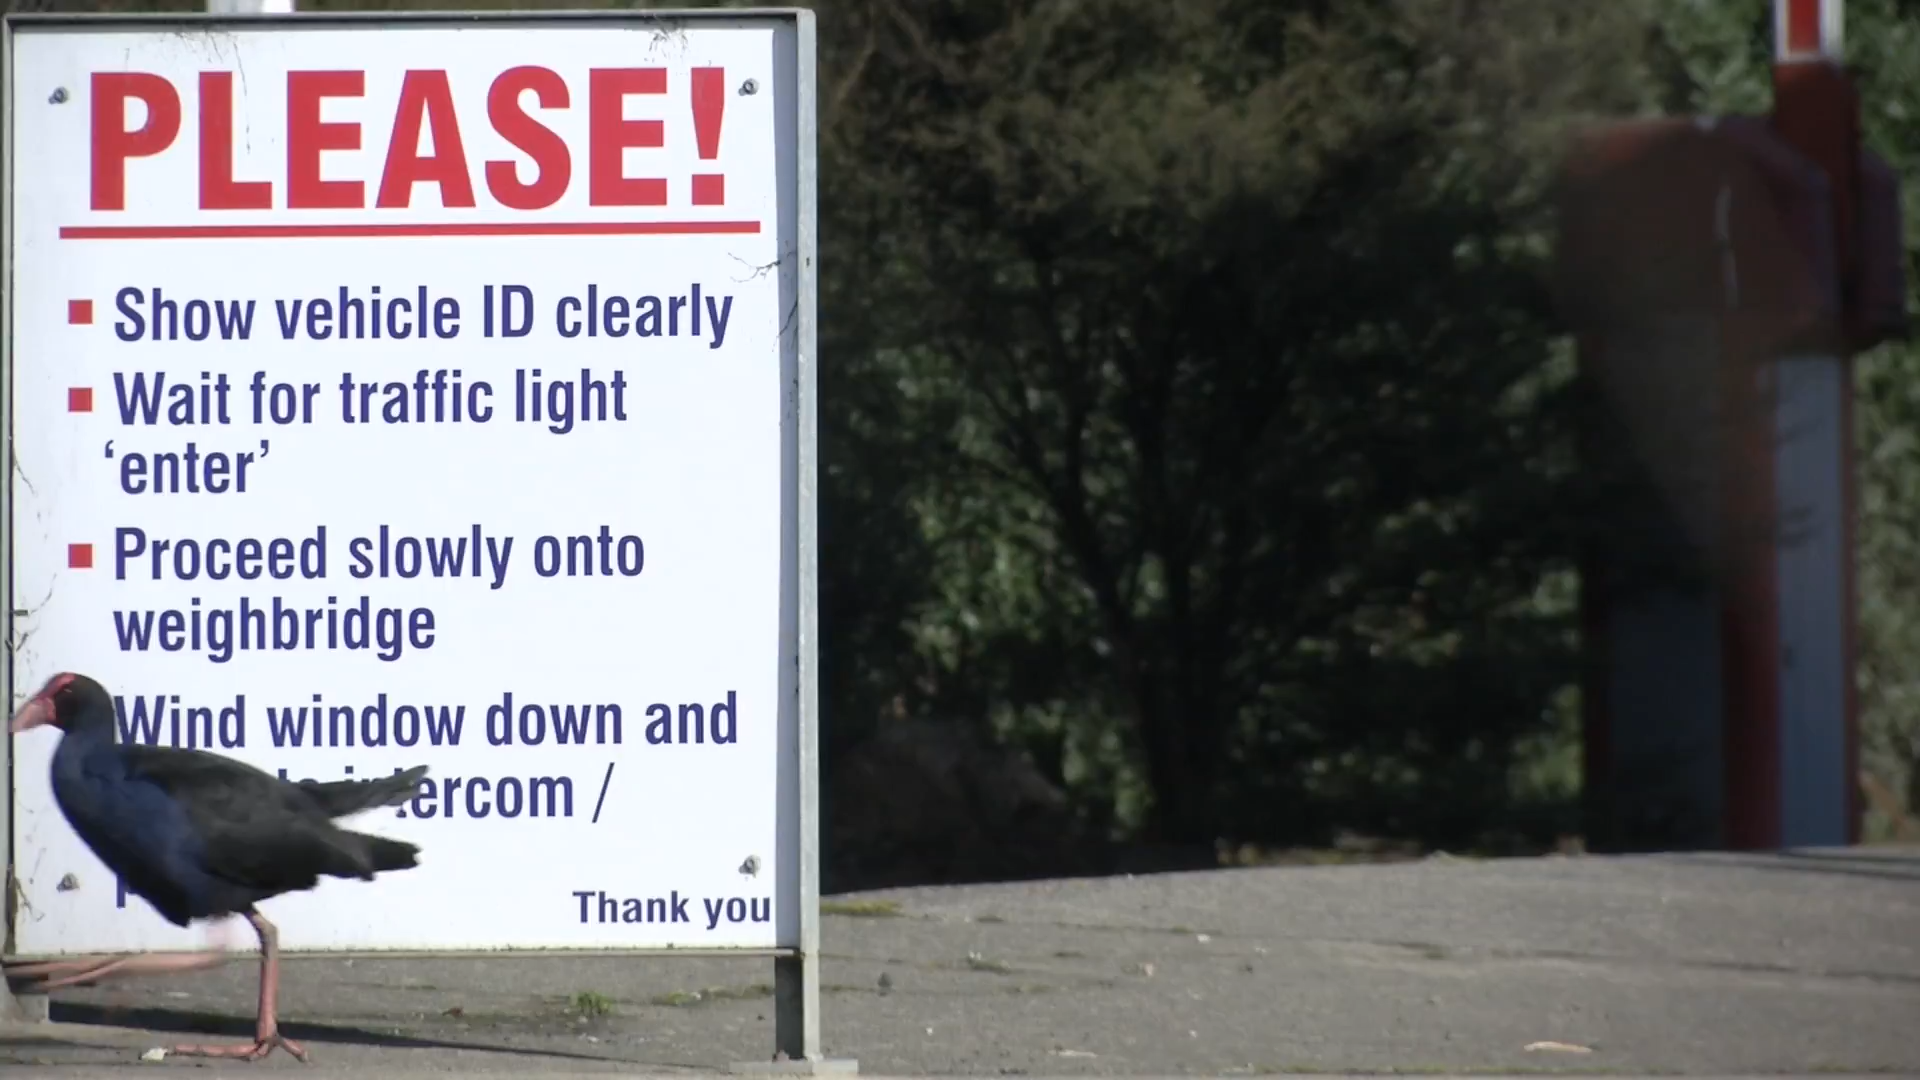 PLEASE!
Show vehicle ID clearly
Wait for traffic light
‘enter’
Proceed slowly onto
weighbridge
Wind window down and
intercom /
Thank you